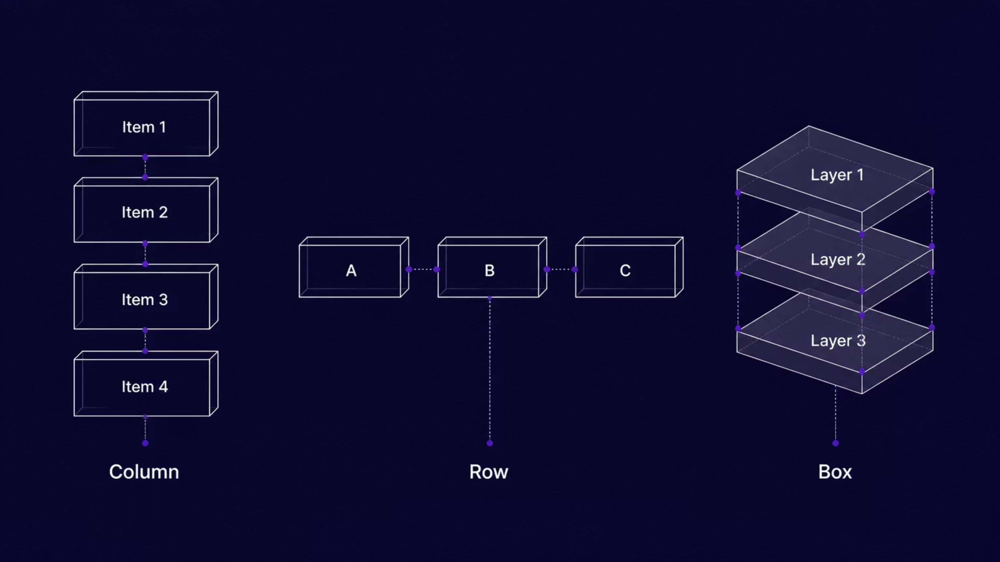 Item 1
Item 2
Item 3
Item 4
Column
A
B
C
Row
Layer 1
Layer 2
Layer 3
Box